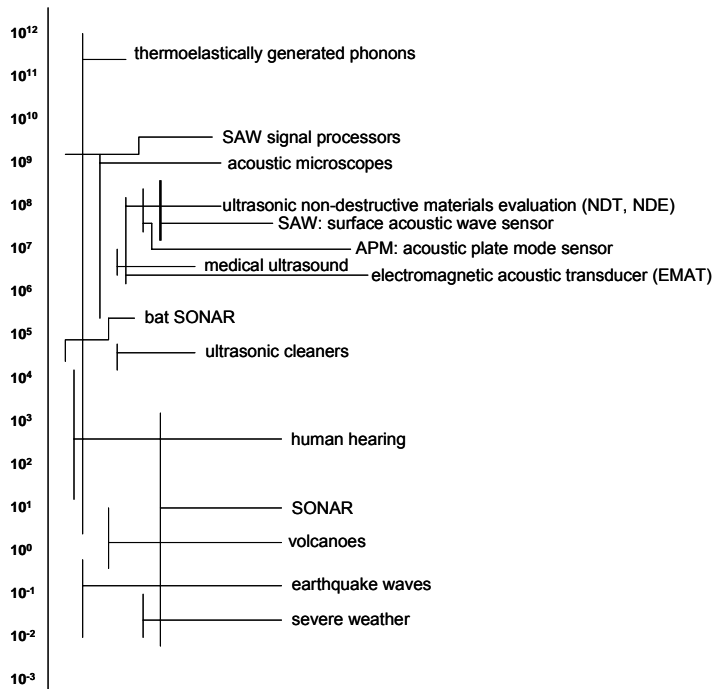 10¹²
thermoelastically generated phonons
10¹¹
10¹⁰
SAW signal processors
10⁹
acoustic microscopes
10⁸
ultrasonic non-destructive materials evaluation (NDT, NDE)
SAW: surface acoustic wave sensor
10⁷
APM: acoustic plate mode sensor
medical ultrasound
electromagnetic acoustic transducer (EMAT)
10⁶
bat SONAR
10⁵
ultrasonic cleaners
10⁴
10³
human hearing
10²
10¹
SONAR
volcanoes
10⁰
earthquake waves
10⁻¹
severe weather
10⁻²
10⁻³